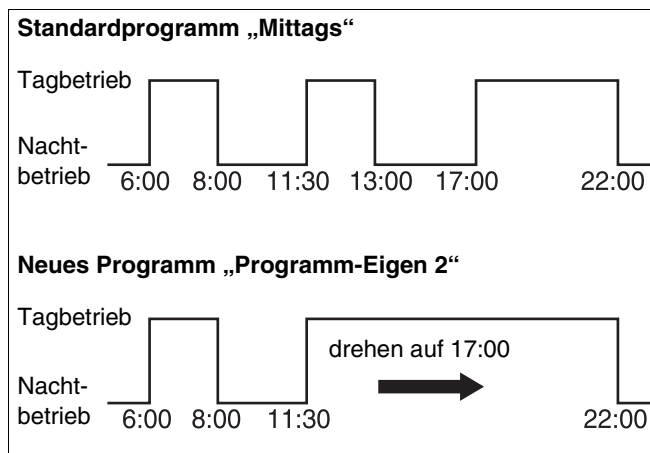 Standardprogramm „Mittags“
Tagbetrieb
Nacht-
betrieb
6:00 8:00 11:30 13:00 17:00 22:00
Neues Programm „Programm-Eigen 2“
Tagbetrieb
drehen auf 17:00
Nacht-
betrieb
6:00 8:00 11:30 22:00